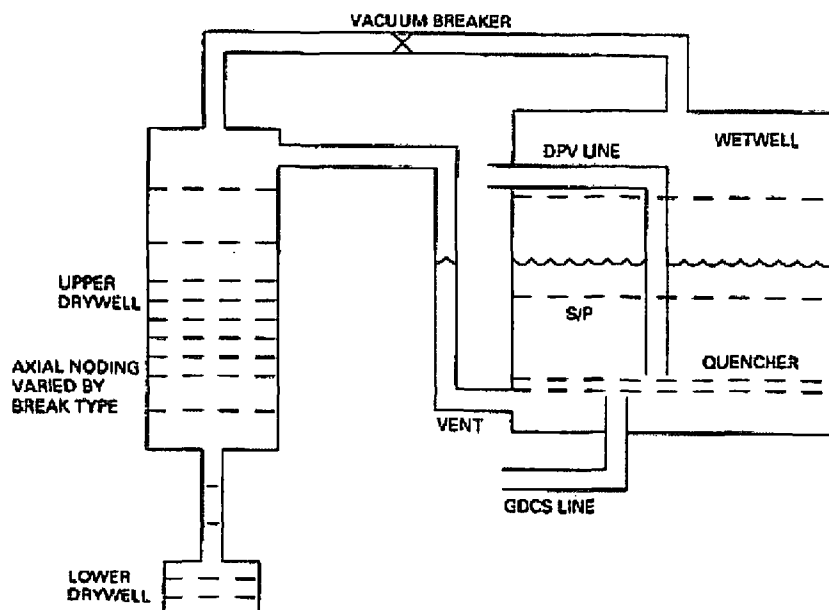 VACUUM BREAKER
WETWELL
DPV LINE
UPPER
DRYWELL
S/P
AXIAL NODING
VARIED BY
BREAK TYPE
QUENCHER
VENT
GDCS LINE
LOWER
DRYWELL